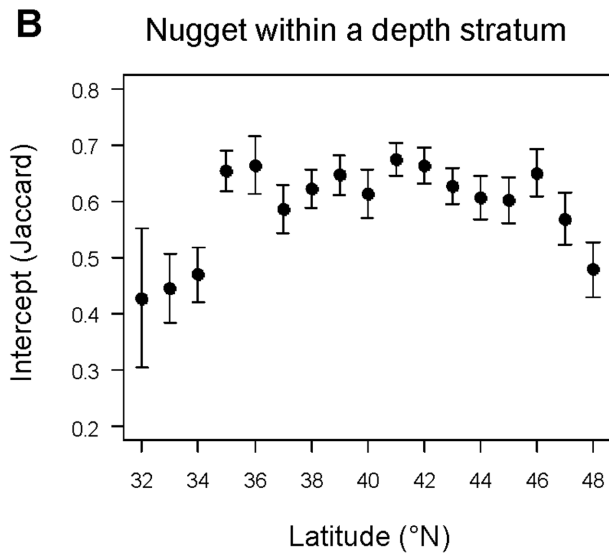 B
Nugget within a depth stratum
Intercept (Jaccard)
0.8
0.7
0.6
0.5
0.4
0.3
0.2
32 34 36 38 40 42 44 46 48
Latitude (°N)